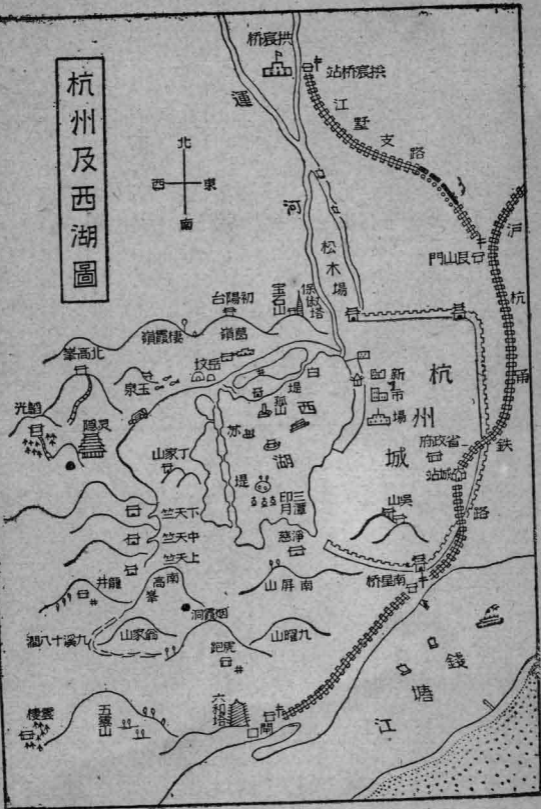 杭州及西湖圖
北
西
東
南
拱宸桥
拱宸桥站
江墅支路
運河
松木場
艮山門
沪杭甬鉄路
保俶塔
宝石山
初陽台
葛嶺
棲霞嶺
北高峯
岳坟
玉泉
韜光
灵隱
白堤
孤山
西湖
苏堤
丁家山
三潭印月
净慈
新市場
杭州城
省政府
城站
吳山
下天竺
中天竺
上天竺
龍井
南高峯
烟霞洞
南屏山
南星桥
九溪十八澗
翁家山
虎跑
九曜山
錢塘江
六和塔
閘口
五雲山
雲棲